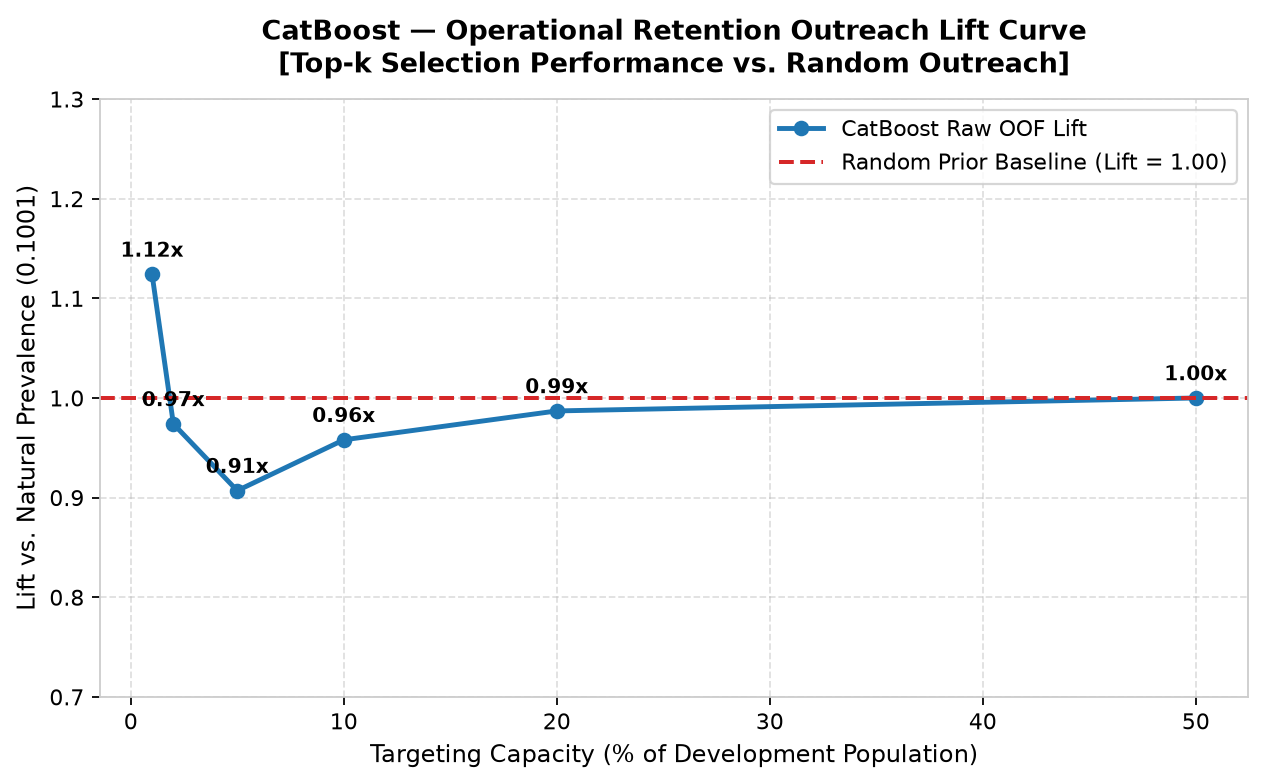 CatBoost — Operational Retention Outreach Lift Curve
[Top-k Selection Performance vs. Random Outreach]
Lift vs. Natural Prevalence (0.1001)
1.3
1.2
1.1
1.0
0.9
0.8
0.7
CatBoost Raw OOF Lift
Random Prior Baseline (Lift = 1.00)
1.12x
0.97x
0.91x
0.96x
0.99x
1.00x
0
10
20
30
40
50
Targeting Capacity (% of Development Population)